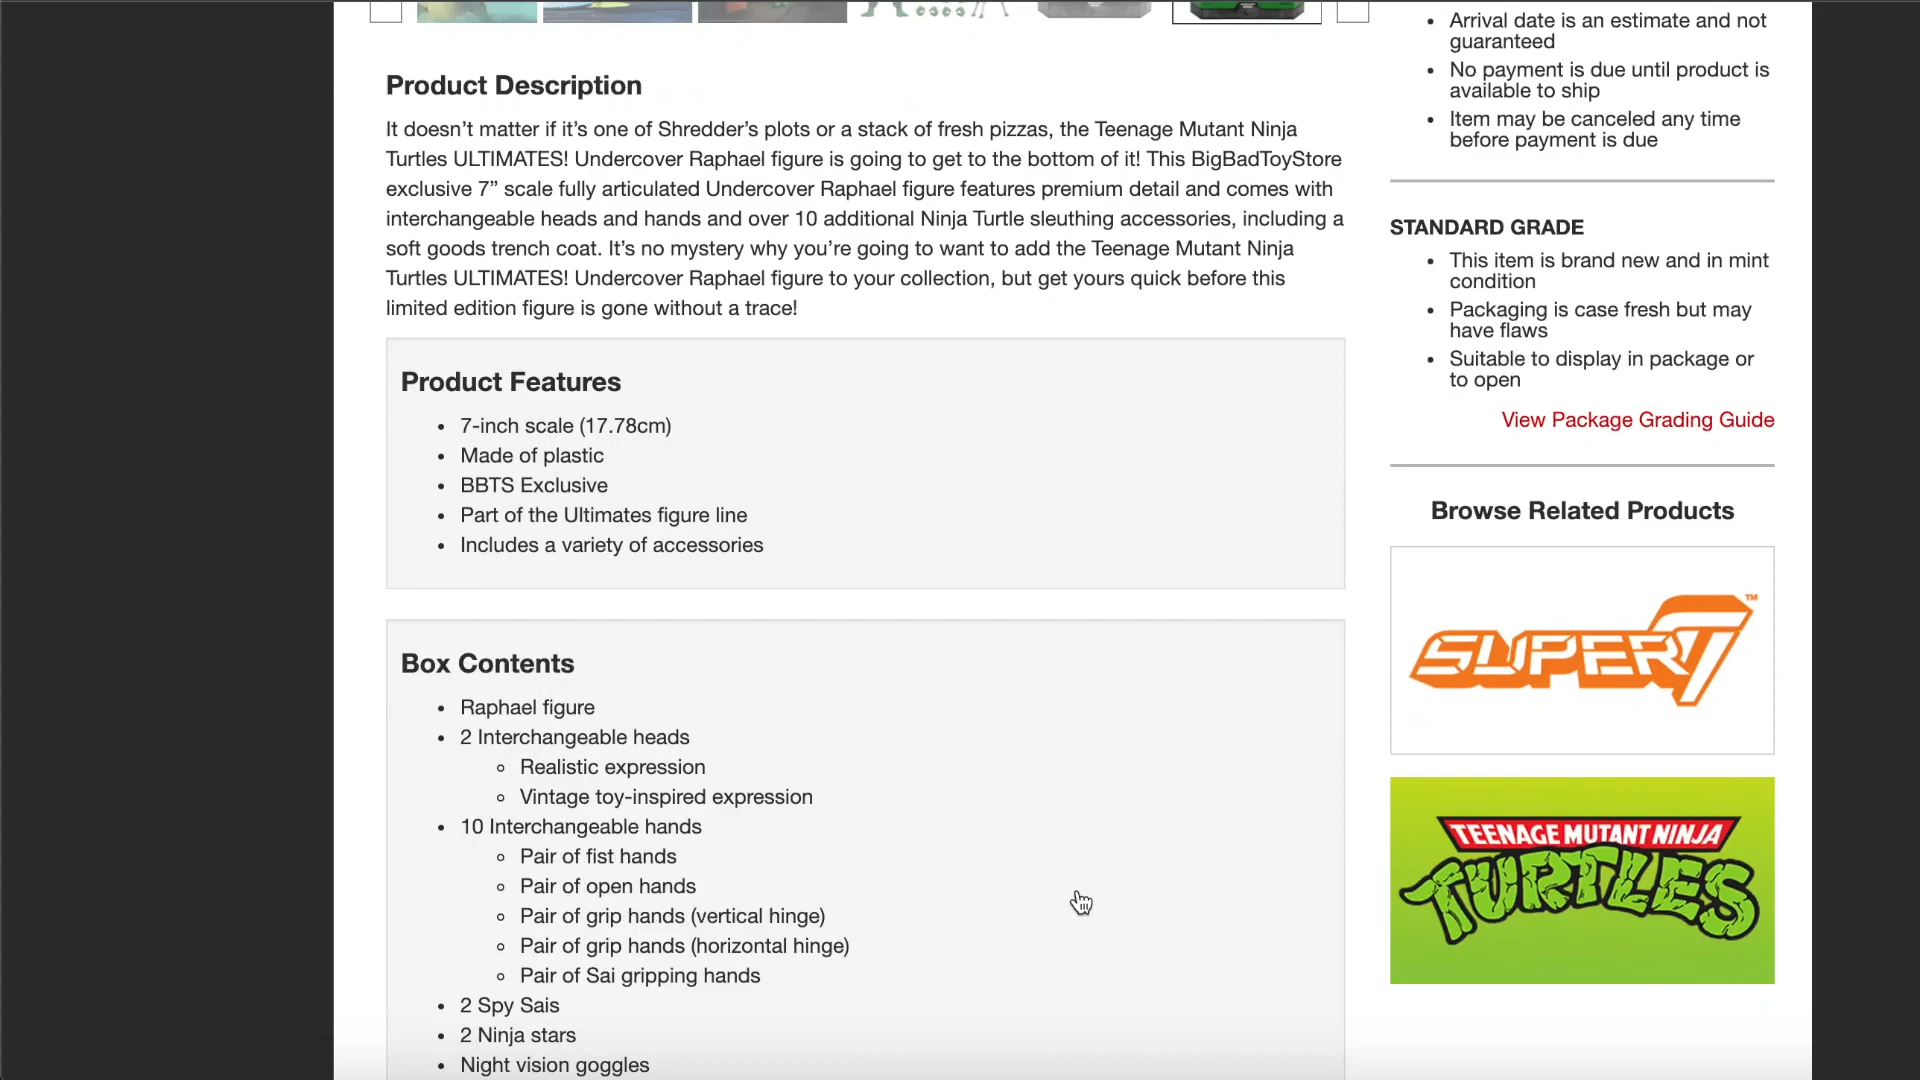 Product Description
It doesn’t matter if it’s one of Shredder’s plots or a stack of fresh pizzas, the Teenage Mutant Ninja
Turtles ULTIMATES! Undercover Raphael figure is going to get to the bottom of it! This BigBadToyStore
exclusive 7” scale fully articulated Undercover Raphael figure features premium detail and comes with
interchangeable heads and hands and over 10 additional Ninja Turtle sleuthing accessories, including a
soft goods trench coat. It’s no mystery why you’re going to want to add the Teenage Mutant Ninja
Turtles ULTIMATES! Undercover Raphael figure to your collection, but get yours quick before this
limited edition figure is gone without a trace!
Product Features
• 7-inch scale (17.78cm)
• Made of plastic
• BBTS Exclusive
• Part of the Ultimates figure line
• Includes a variety of accessories
Box Contents
• Raphael figure
• 2 Interchangeable heads
◦ Realistic expression
◦ Vintage toy-inspired expression
• 10 Interchangeable hands
◦ Pair of fist hands
◦ Pair of open hands
◦ Pair of grip hands (vertical hinge)
◦ Pair of grip hands (horizontal hinge)
◦ Pair of Sai gripping hands
• 2 Spy Sais
• 2 Ninja stars
• Night vision goggles
• Arrival date is an estimate and not
guaranteed
• No payment is due until product is
available to ship
• Item may be canceled any time
before payment is due
STANDARD GRADE
• This item is brand new and in mint
condition
• Packaging is case fresh but may
have flaws
• Suitable to display in package or
to open
View Package Grading Guide
Browse Related Products
SUPER7™
TEENAGE MUTANT NINJA
TURTLES